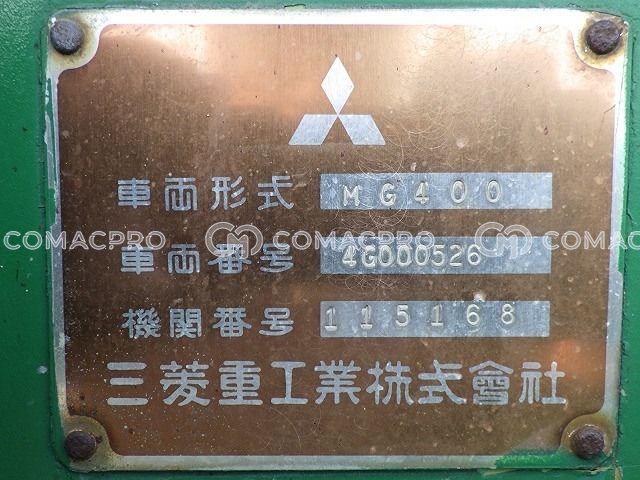 車両形式 MG400
COMACPRO COMACPRO COM
車両番号 4G000526
機関番号 115168
三菱重工業株式會社